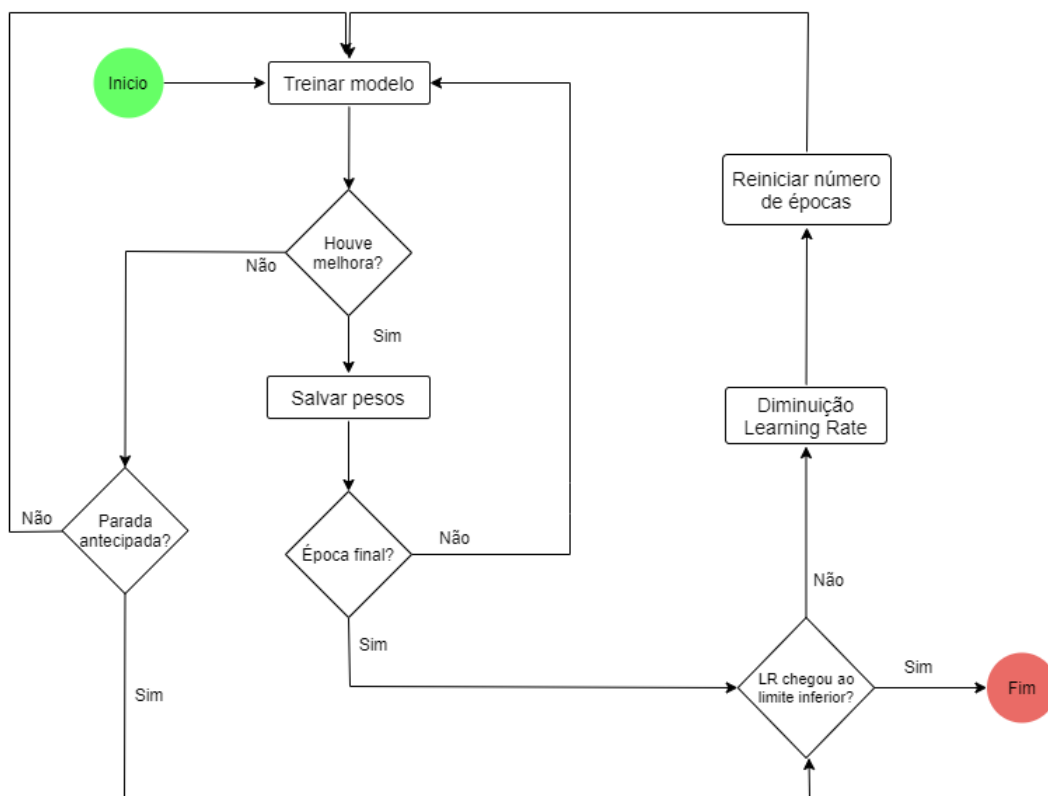 Inicio
Treinar modelo
Reiniciar número
de épocas
Houve
melhora?
Não
Sim
Salvar pesos
Diminuição
Learning Rate
Não
Parada
antecipada?
Época final?
Não
Não
Sim
Sim
LR chegou ao
limite inferior?
Sim
Fim